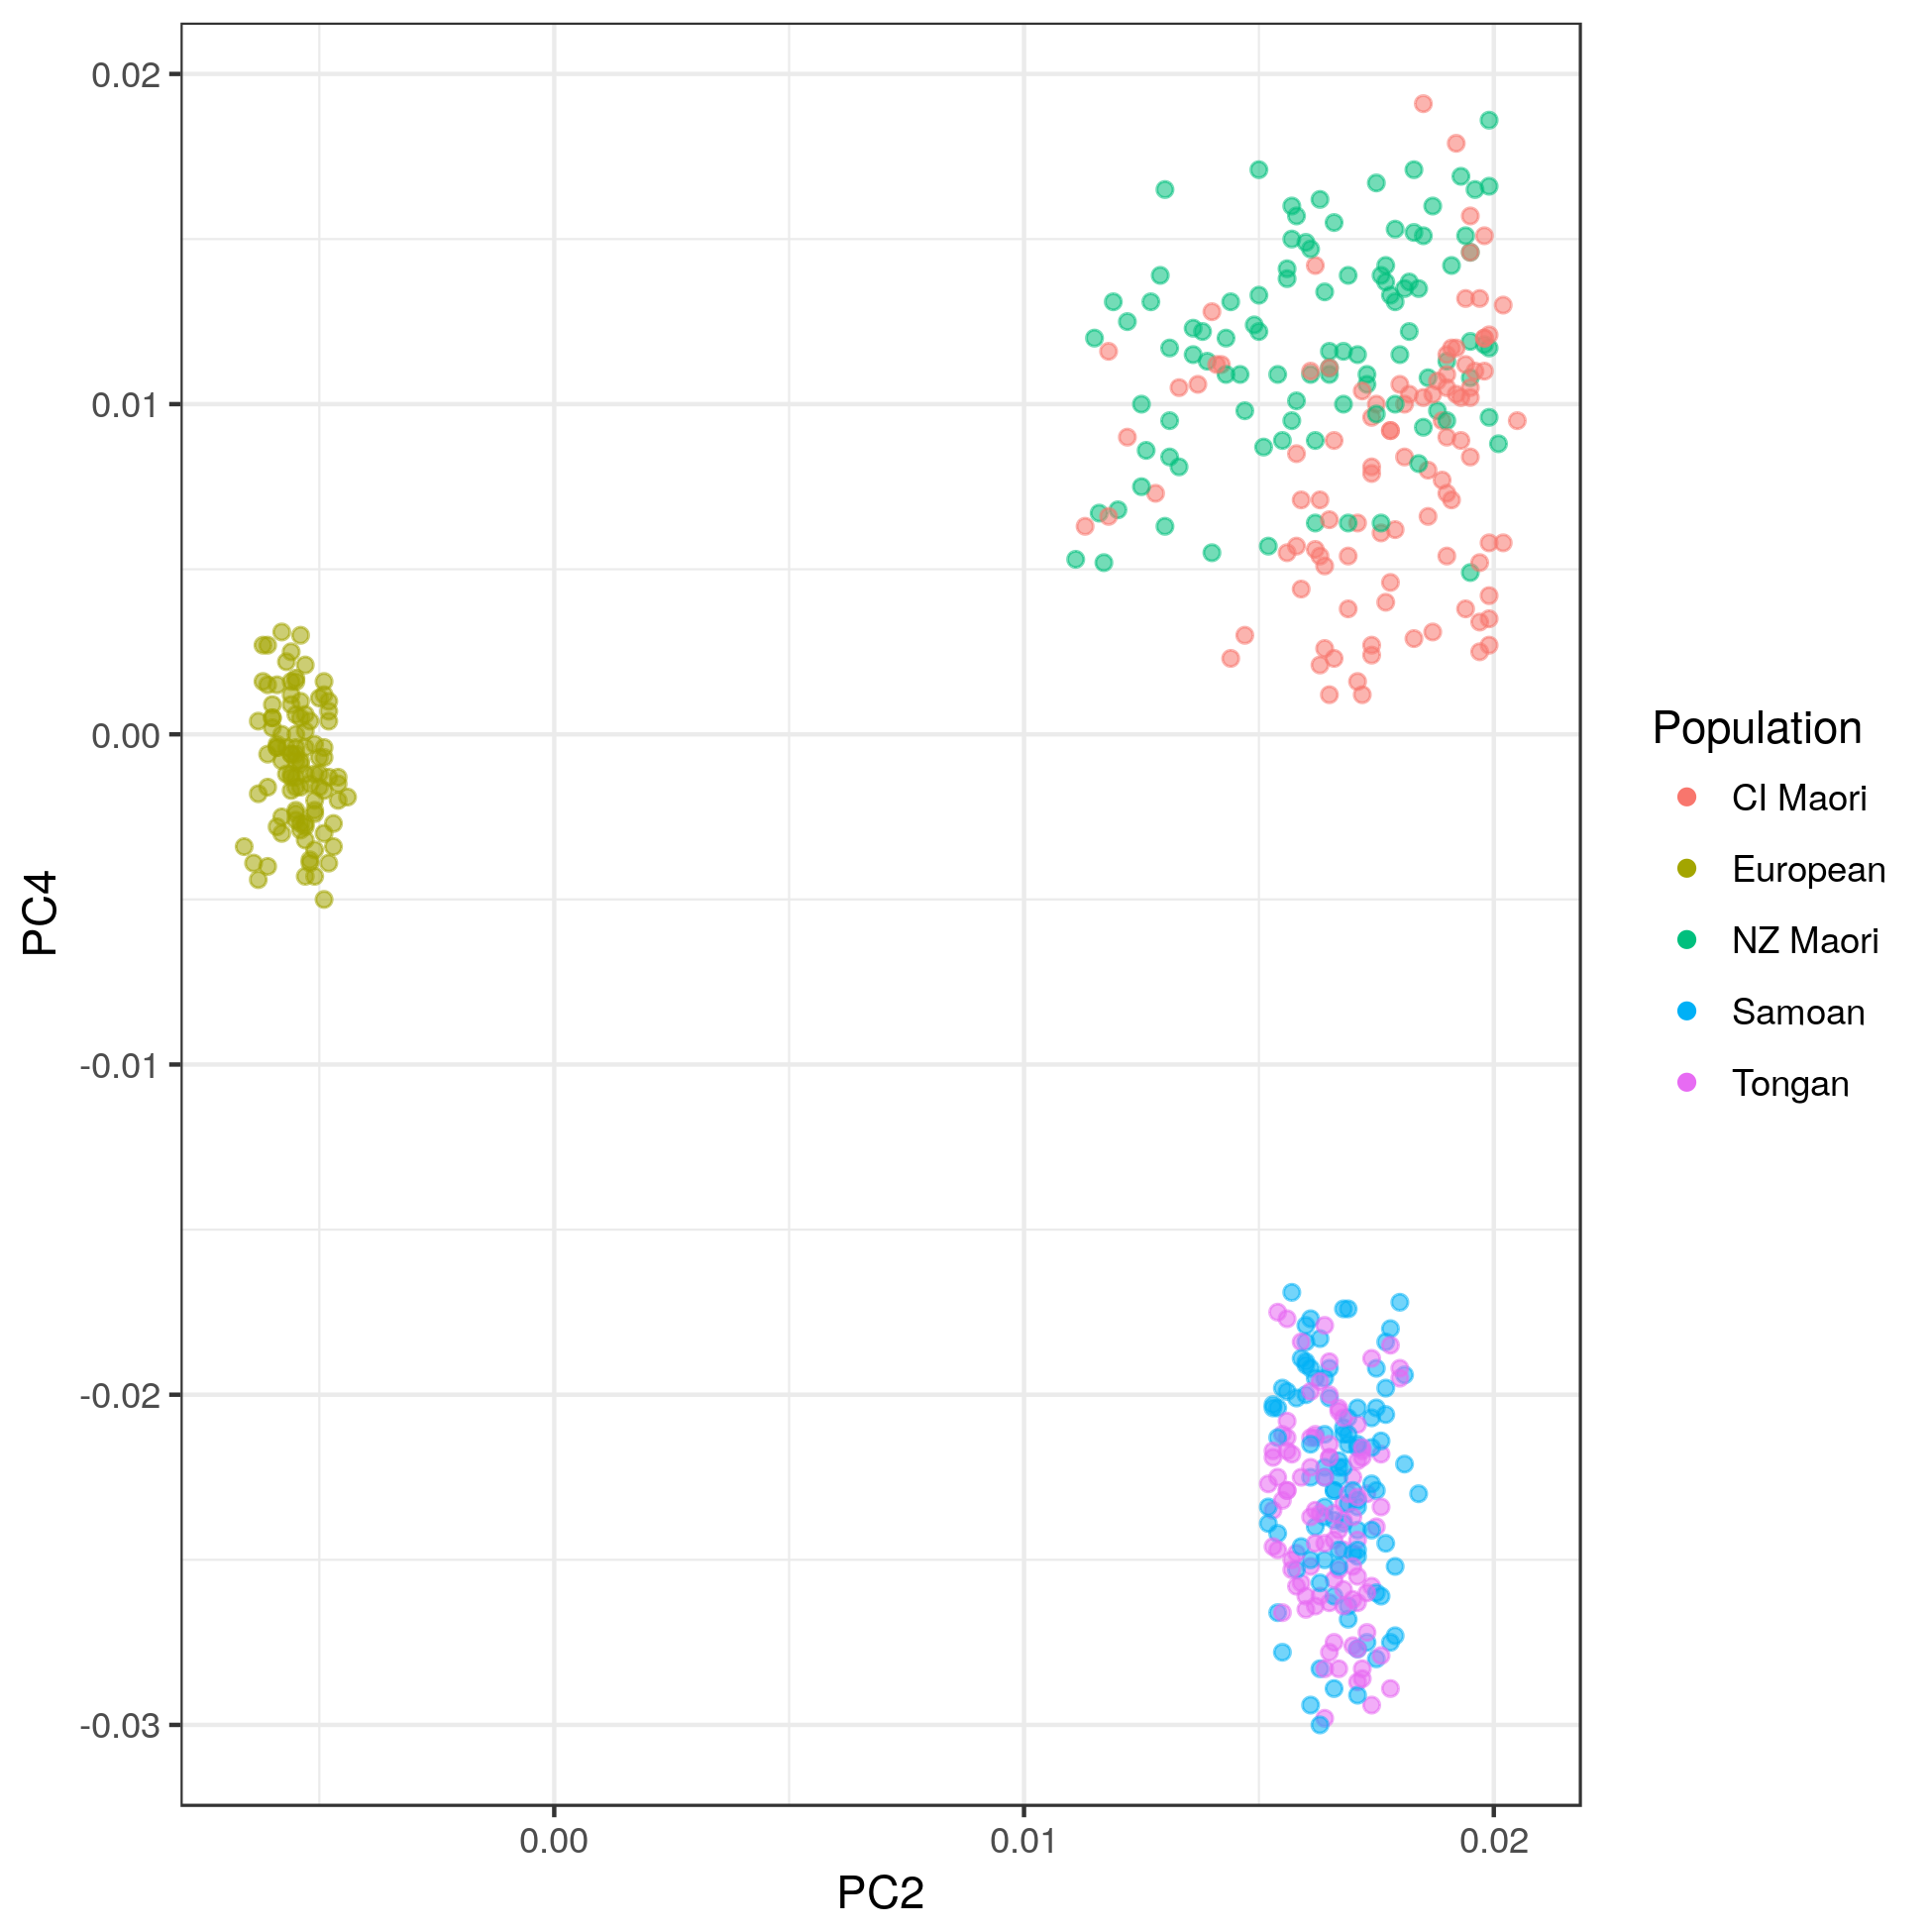 0.02
0.01
0.00
-0.01
-0.02
-0.03
PC4
0.00
0.01
0.02
PC2
Population
CI Maori
European
NZ Maori
Samoan
Tongan